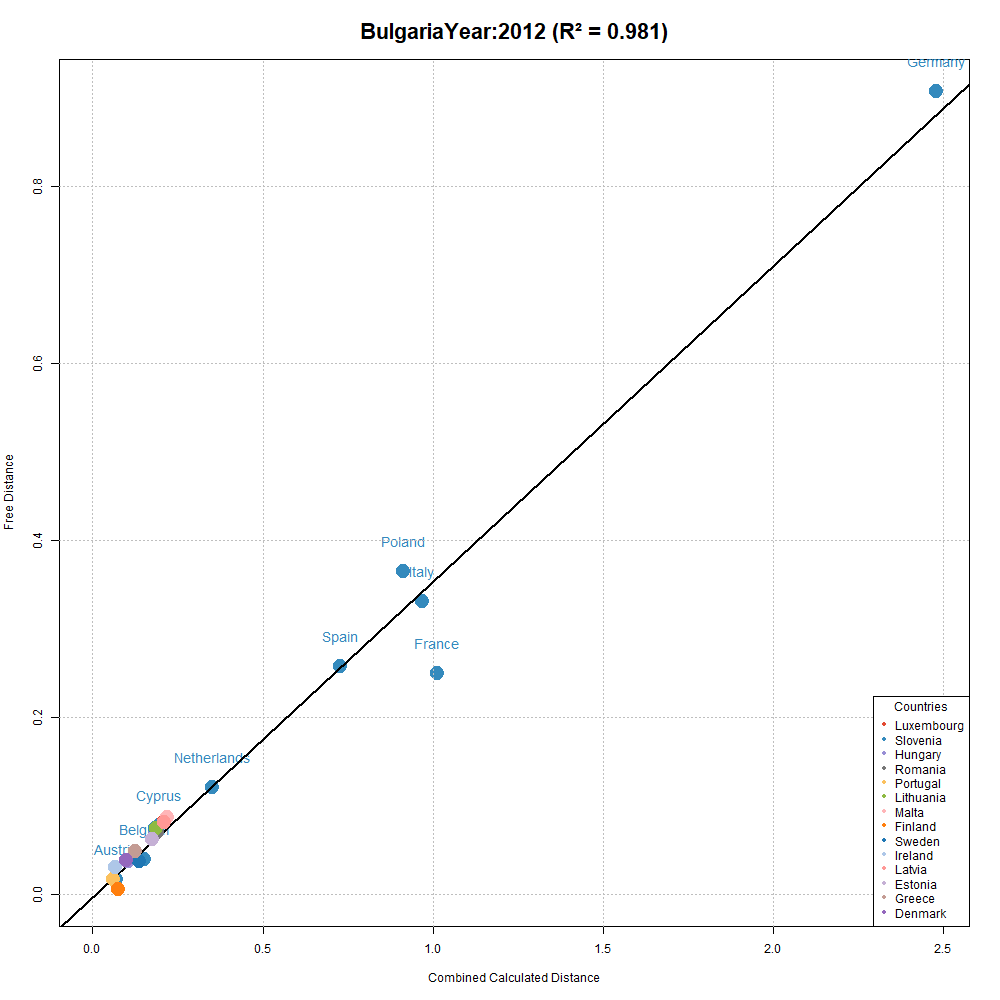 BulgariaYear:2012 (R² = 0.981)
Germany
0.8
0.6
Free Distance
0.4
Poland
Italy
Spain
France
0.2
Netherlands
Cyprus
Austri
0.0
Countries
Luxembourg
Slovenia
Hungary
Romania
Portugal
Lithuania
Malta
Finland
Sweden
Ireland
Latvia
Estonia
Greece
Denmark
0.0 0.5 1.0 1.5 2.0 2.5
Combined Calculated Distance